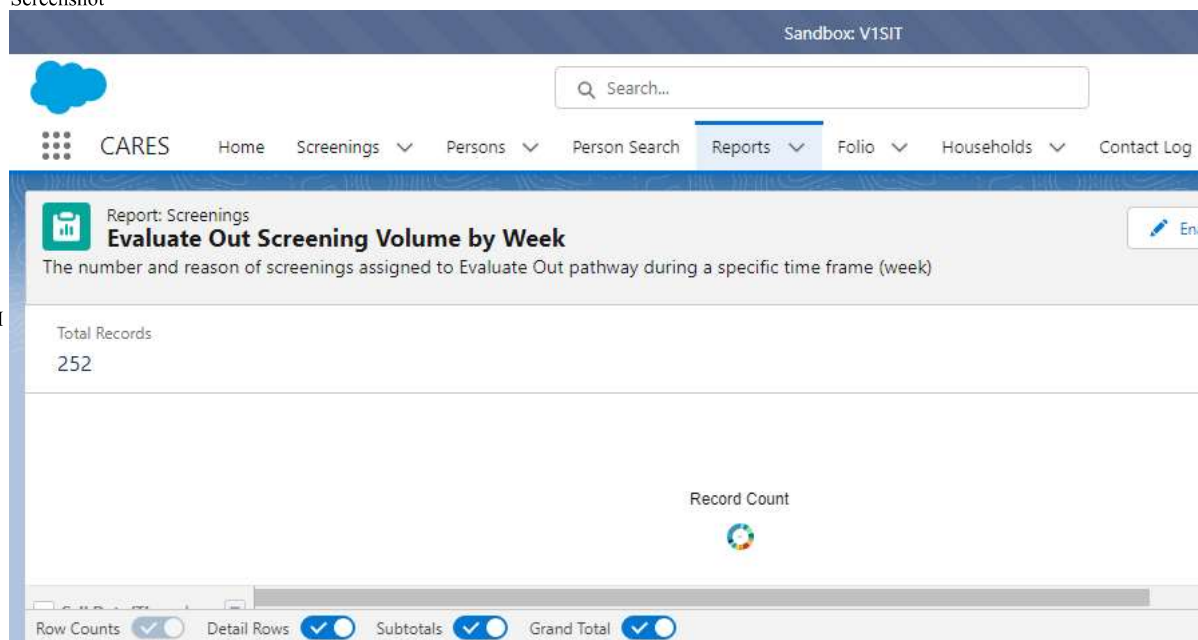 Screenshot
Sandbox: V1SIT
Search...
CARES Home Screenings Persons Person Search Reports Folio Households Contact Log
Report: Screenings
Evaluate Out Screening Volume by Week
The number and reason of screenings assigned to Evaluate Out pathway during a specific time frame (week)
Total Records
252
Record Count
Row Counts Detail Rows Subtotals Grand Total